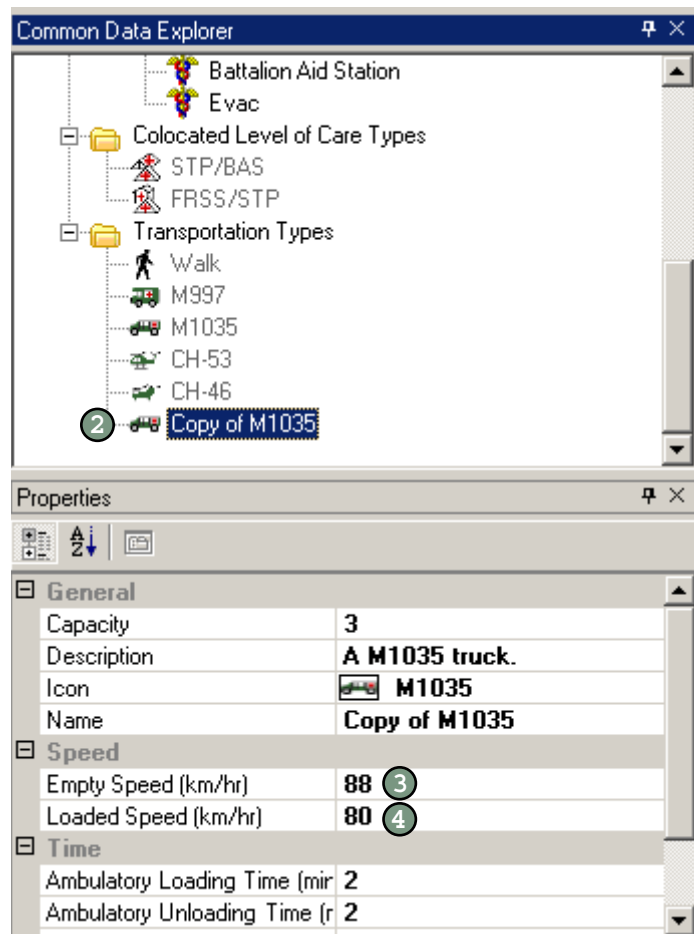 Common Data Explorer
Battalion Aid Station
Evac
Colocated Level of Care Types
STP/BAS
FRSS/STP
Transportation Types
Walk
M997
M1035
CH-53
CH-46
2 Copy of M1035
Properties
General
Capacity 3
Description A M1035 truck.
Icon M1035
Name Copy of M1035
Speed
Empty Speed (km/hr) 88 3
Loaded Speed (km/hr) 80 4
Time
Ambulatory Loading Time (mir 2
Ambulatory Unloading Time (r 2